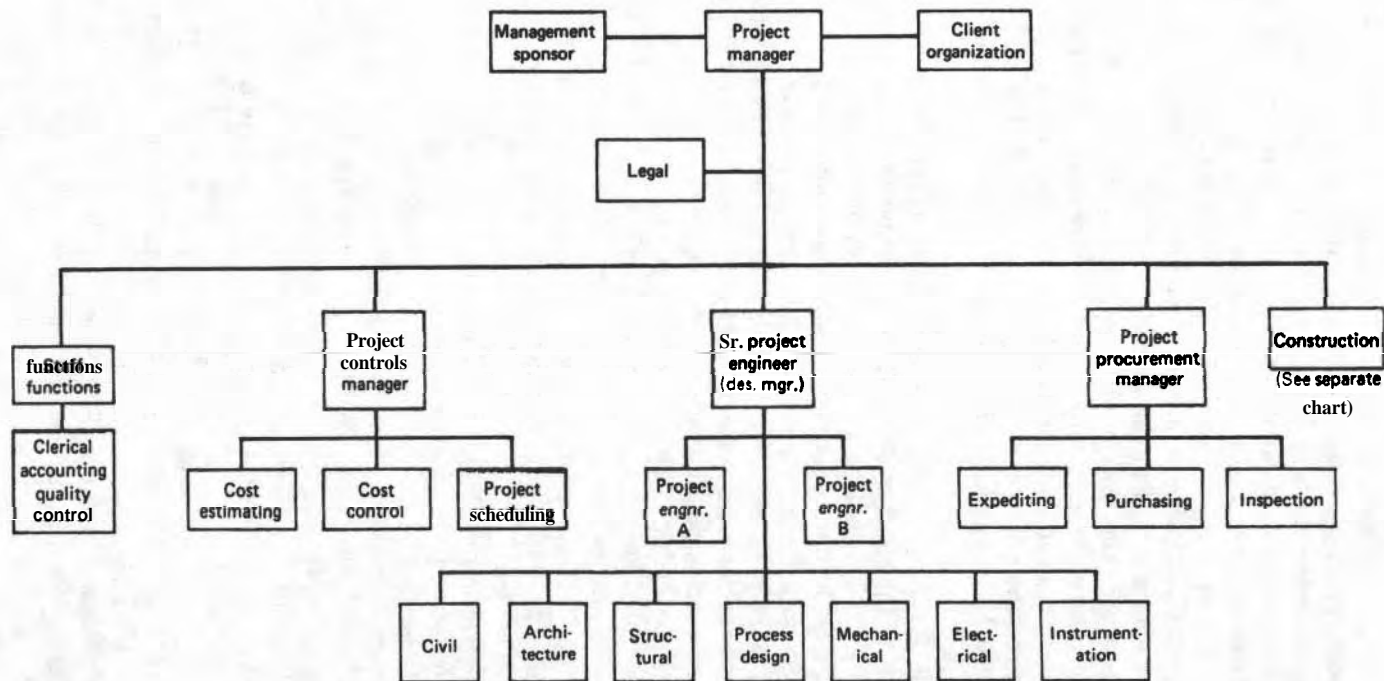 Management
sponsor
Project
manager
Client
organization
Legal
functions
functions
Clerical
accounting
quality
control
Project
controls
manager
Cost
estimating
Cost
control
Project
scheduling
Sr. project
engineer
(des. mgr.)
Project
engnr.
A
Project
engnr.
B
Project
procurement
manager
Expediting
Purchasing
Inspection
Construction
(See separate
chart)
Civil
Archi-
tecture
Struc-
tural
Process
design
Mechan-
ical
Elect-
rical
Instrument-
ation